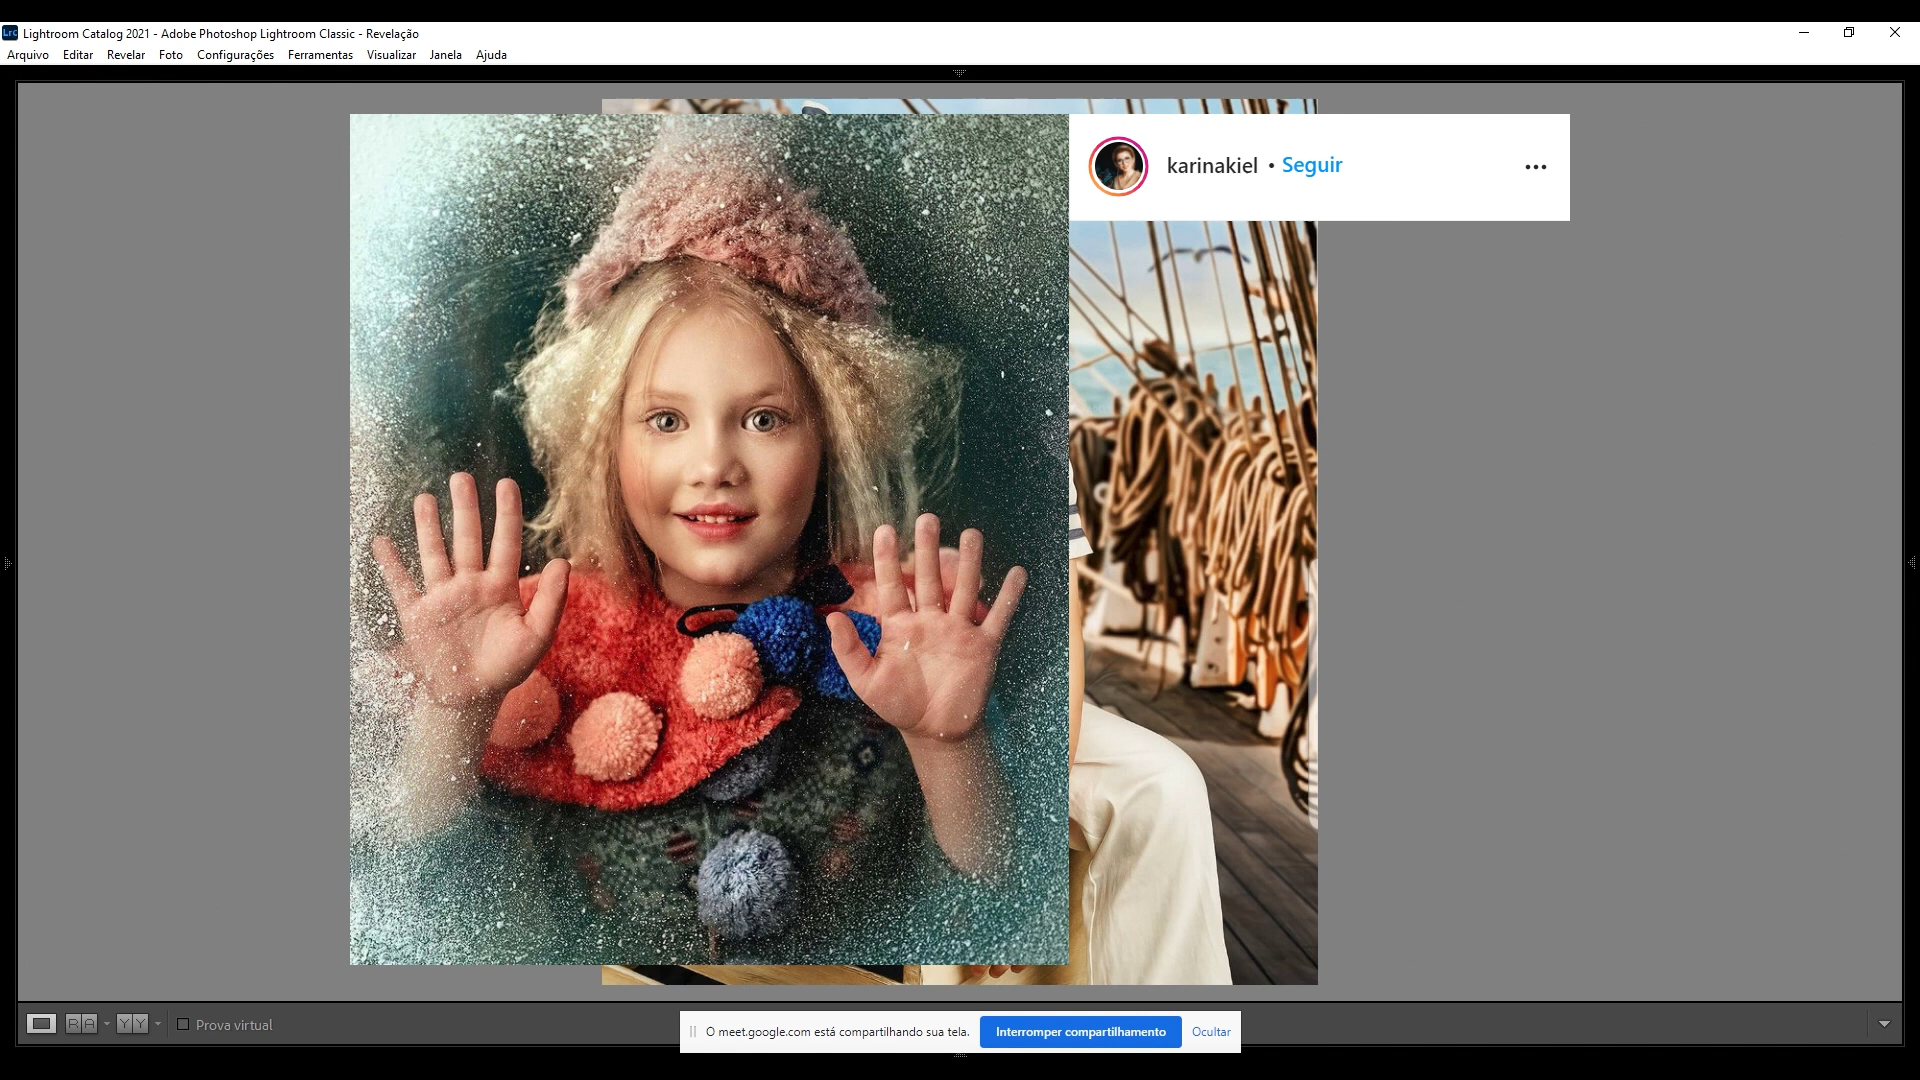 Lrc Lightroom Catalog 2021 - Adobe Photoshop Lightroom Classic - Revelação
Arquivo Editar Revelar Foto Configurações Ferramentas Visualizar Janela Ajuda
karinakiel • Seguir
R A Y Y Prova virtual
O meet.google.com está compartilhando sua tela. Interromper compartilhamento Ocultar